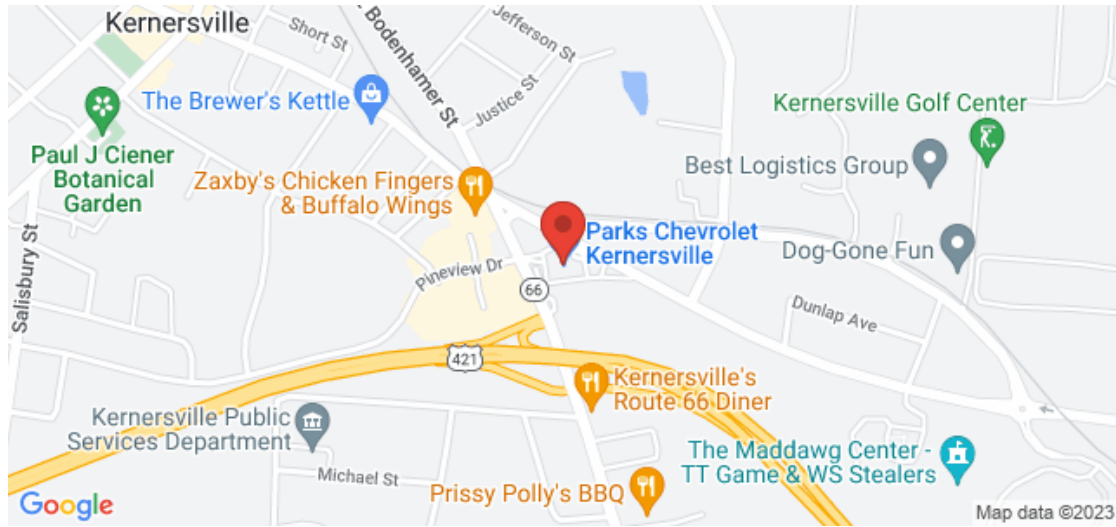 Kernersville
Short St
Bodenhamer St
Jefferson St
Justice St
The Brewer's Kettle
Kernersville Golf Center
Paul J Ciener
Botanical
Garden
Best Logistics Group
Zaxby's Chicken Fingers
& Buffalo Wings
Parks Chevrolet
Kernersville
Dog-Gone Fun
Salisbury St
Pineview Dr
66
Dunlap Ave
421
Kernersville's
Route 66 Diner
Kernersville Public
Services Department
The Maddawg Center -
TT Game & WS Stealers
Michael St
Prissy Polly's BBQ
Google
Map data ©2023